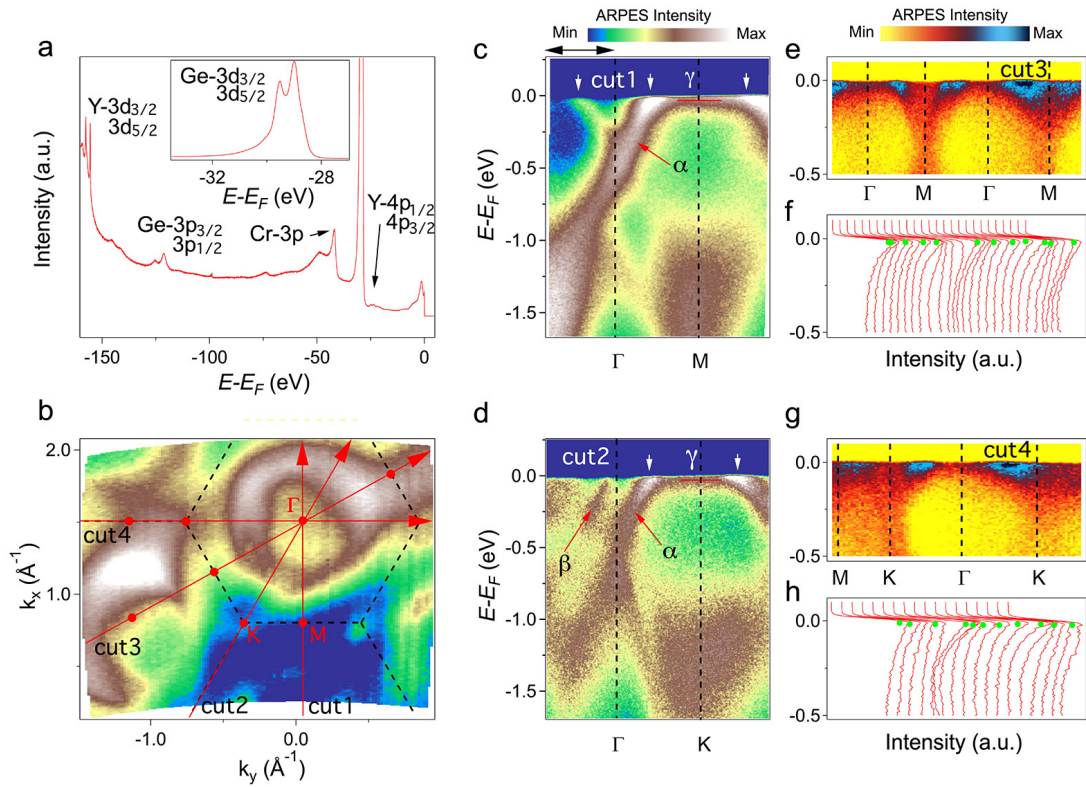 a
Intensity (a.u.)
Y-3d3/2
3d5/2
Ge-3d3/2
3d5/2
-32
-28
E-EF (eV)
Ge-3p3/2
3p1/2
Cr-3p
Y-4p1/2
4p3/2
-150
-100
-50
0
E-EF (eV)
b
2.0
1.0
kx (Å-1)
Γ
cut4
cut3
K
M
cut2
cut1
-1.0
0.0
ky (Å-1)
ARPES Intensity
Min
Max
c
cut1
γ
α
0.0
-0.5
-1.0
-1.5
E-EF (eV)
Γ
M
d
cut2
γ
β
α
0.0
-0.5
-1.0
-1.5
E-EF (eV)
Γ
K
ARPES Intensity
Min
Max
e
cut3
0.0
-0.5
Γ
M
Γ
M
f
0.0
-0.5
Intensity (a.u.)
g
cut4
0.0
-0.5
M
K
Γ
K
h
0.0
-0.5
Intensity (a.u.)